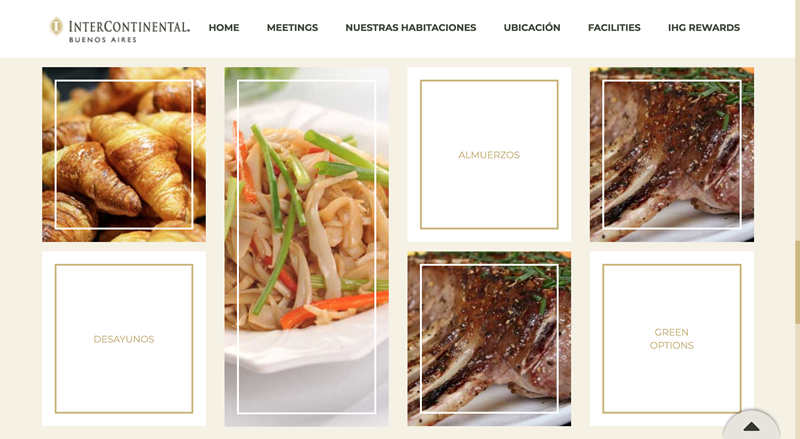 INTERCONTINENTAL.
BUENOS AIRES
HOME MEETINGS NUESTRAS HABITACIONES UBICACIÓN FACILITIES IHG REWARDS
ALMUERZOS
DESAYUNOS
GREEN
OPTIONS